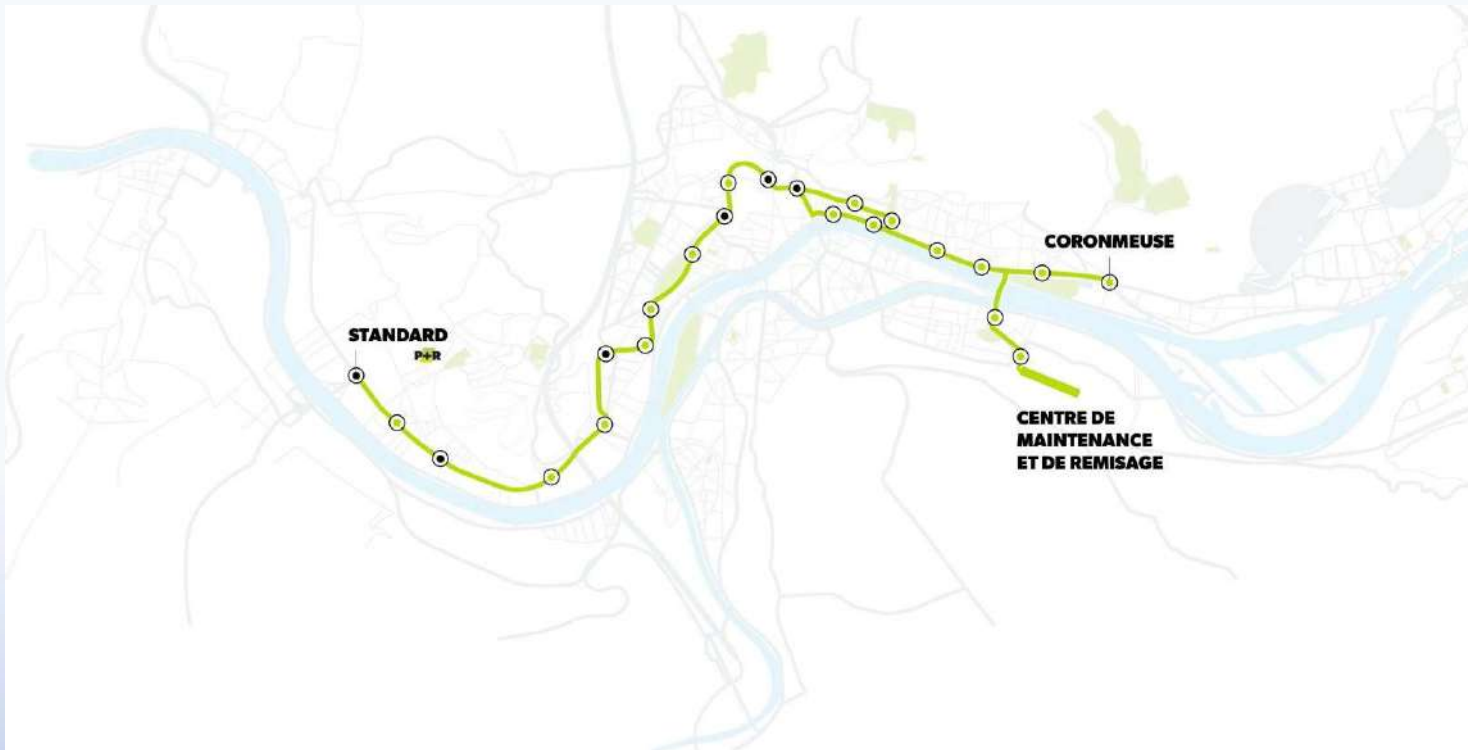 CORONMEUSE
STANDARD
P+R
CENTRE DE
MAINTENANCE
ET DE REMISAGE